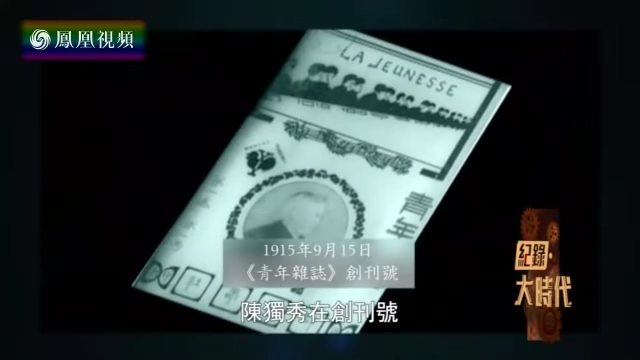 鳳凰視頻
LA JEUNESSE
青年
1915年9月15日
《青年雜誌》創刊號
紀錄·
大時代
陳獨秀在創刊號